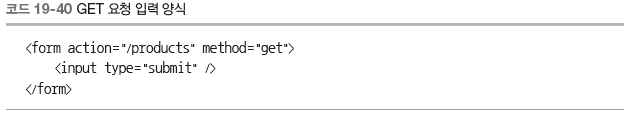 코드 19-40 GET 요청 입력 양식
<form action="/products" method="get">
<input type="submit" />
</form>